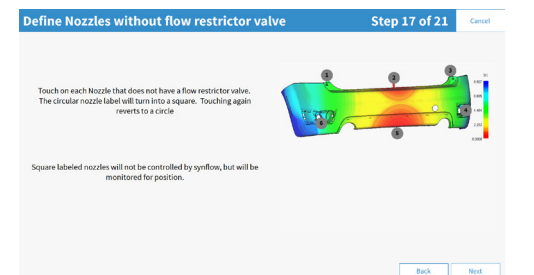 Define Nozzles without flow restrictor valve
Step 17 of 21
Cancel
Touch on each Nozzle that does not have a flow restrictor valve.
The circular nozzle label will turn into a square. Touching again
reverts to a circle
Square labeled nozzles will not be controlled by synflow, but will be
monitored for position.
1
2
3
4
5
6
Back
Next